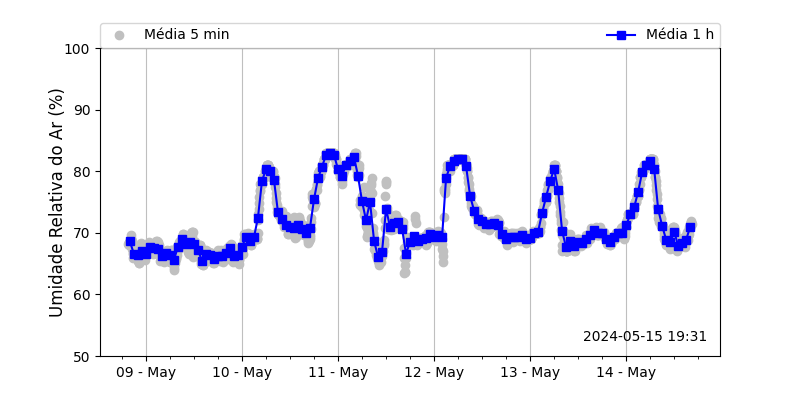 Média 5 min
Média 1 h
Umidade Relativa do Ar (%)
100
90
80
70
60
50
2024-05-15 19:31
09 - May
10 - May
11 - May
12 - May
13 - May
14 - May